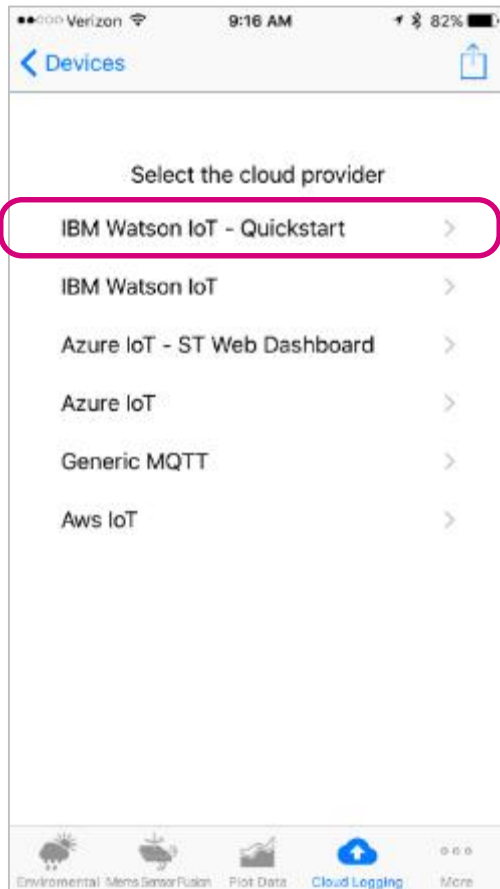 Verizon 9:16 AM 82%
Devices
Select the cloud provider
IBM Watson IoT - Quickstart
IBM Watson IoT
Azure IoT - ST Web Dashboard
Azure IoT
Generic MQTT
Aws IoT
Enviromental Mems Sensor Fusion Plot Data Cloud Logging More